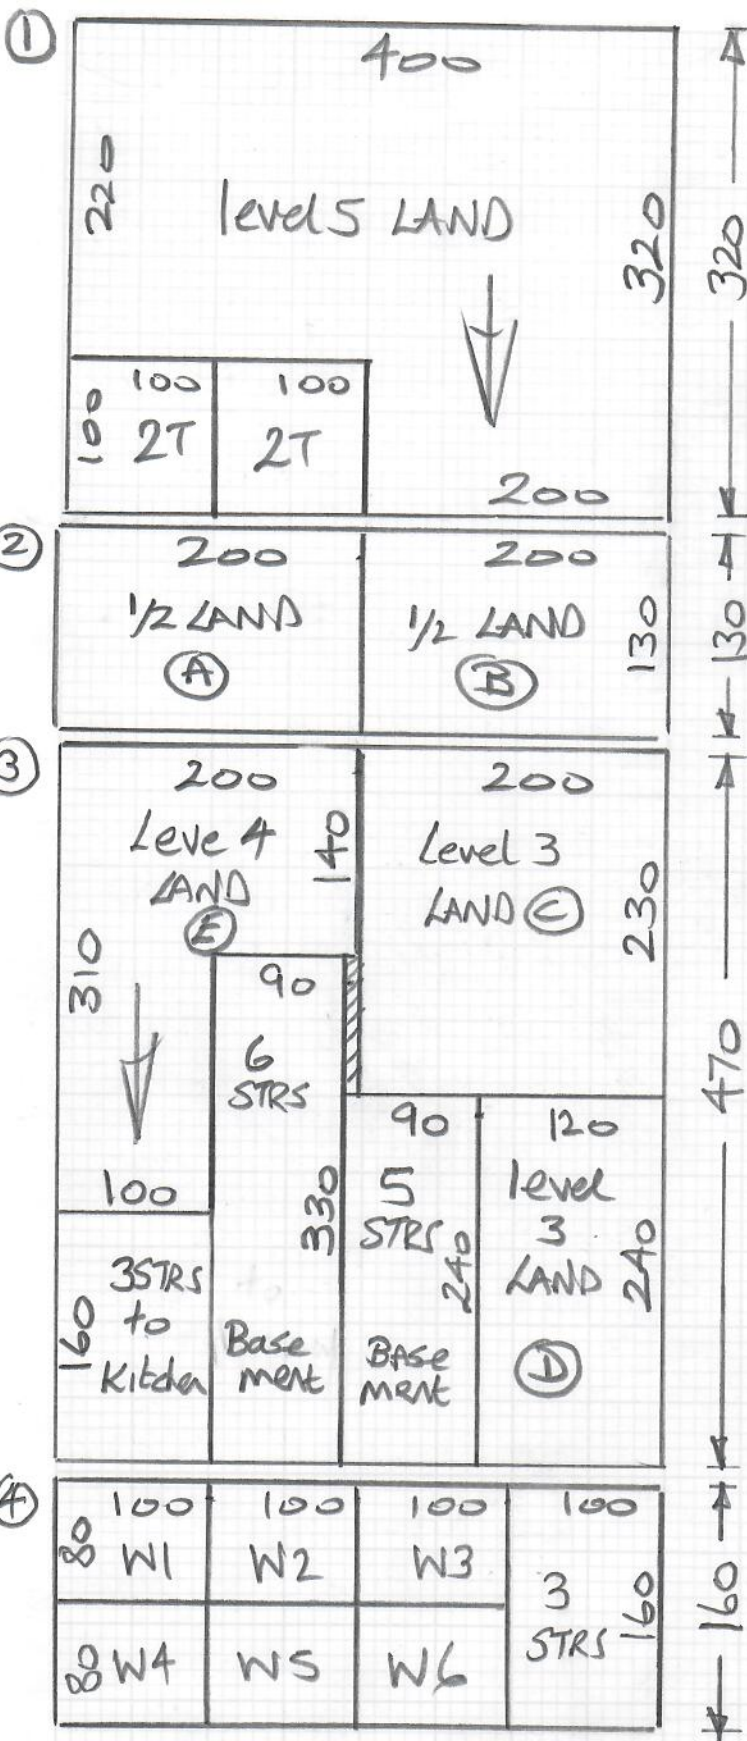 1
400
220
level 5 LAND
320
320
100
100
100
2T
2T
200
2
200
200
1/2 LAND
1/2 LAND
130
130
A
B
3
200
200
Leve 4
LAND
E
140
Level 3
LAND C
230
310
90
6
STRS
470
100
90
120
330
5
STRS
240
level
3
LAND
240
D
3STRS
to
Kitchen
160
Base
ment
BASe
ment
4
100
100
100
100
80
W1
W2
W3
3
STRS
160
160
80
W4
W5
W6